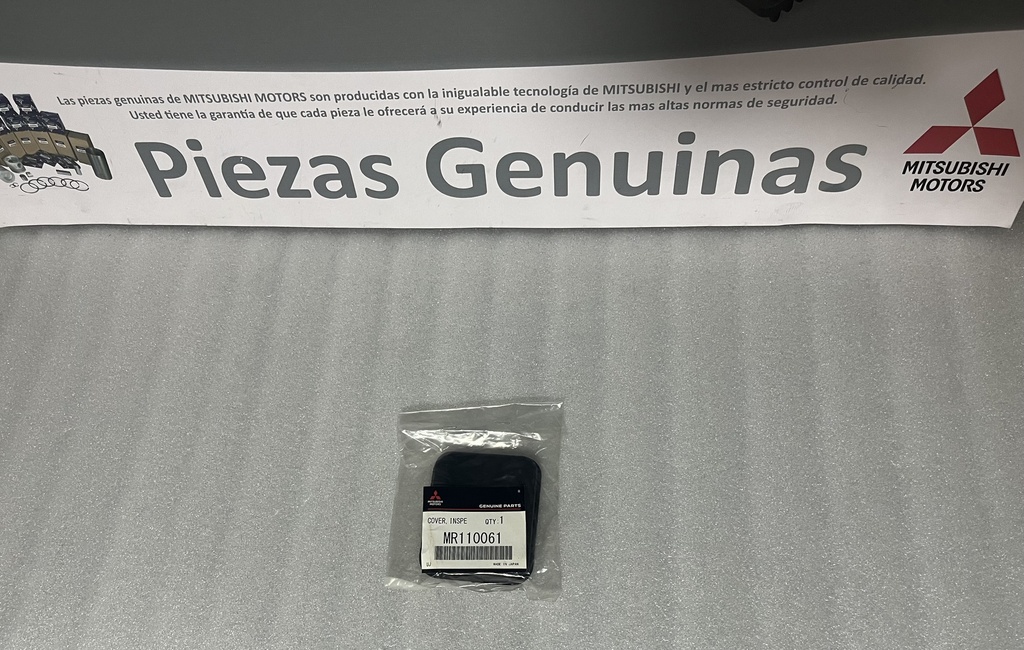 Las piezas genuinas de MITSUBISHI MOTORS son producidas con la inigualable tecnología de MITSUBISHI y el mas estricto control de calidad.
Usted tiene la garantía de que cada pieza le ofrecerá a su experiencia de conducir las mas altas normas de seguridad.
Piezas Genuinas
MITSUBISHI
MOTORS
MITSUBISHI
MOTORS
GENUINE PARTS
COVER, INSPE QTY 1
MR110061
MADE IN JAPAN